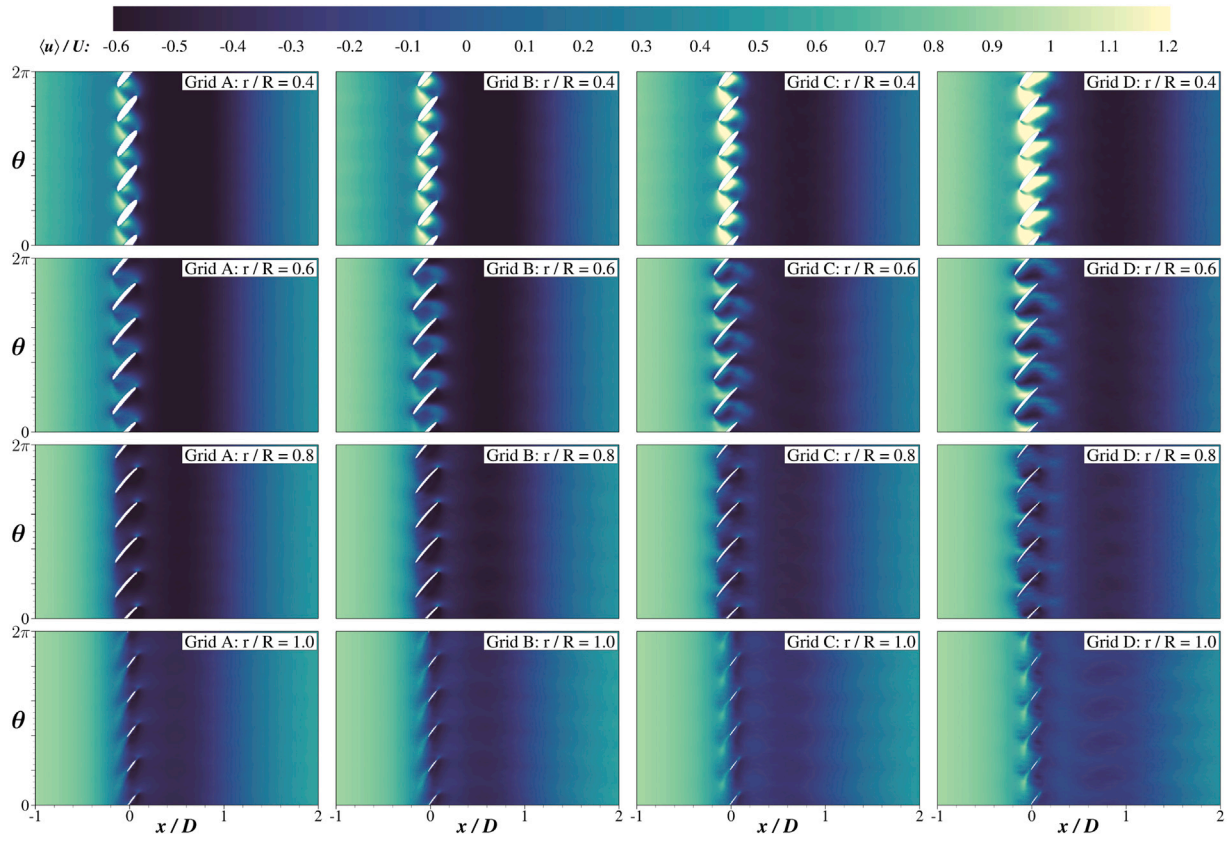 ⟨u⟩ / U: -0.6 -0.5 -0.3 -0.2 -0.1 0 0.1 0.2 0.3 0.4 0.5 0.6 0.7 0.8 0.9 1 1.1 1.2
2π Grid A: r / R = 0.4 Grid B: r / R = 0.4 Grid C: r / R = 0.4 Grid D: r / R = 0.4
θ
0
2π Grid A: r / R = 0.6 Grid B: r / R = 0.6 Grid C: r / R = 0.6 Grid D: r / R = 0.6
θ
0
2π Grid A: r / R = 0.8 Grid B: r / R = 0.8 Grid C: r / R = 0.8 Grid D: r / R = 0.8
θ
0
2π Grid A: r / R = 1.0 Grid B: r / R = 1.0 Grid C: r / R = 1.0 Grid D: r / R = 1.0
θ
0
-1 0 1 2 -1 0 1 2 -1 0 1 2 -1 0 1 2
x / D x / D x / D x / D